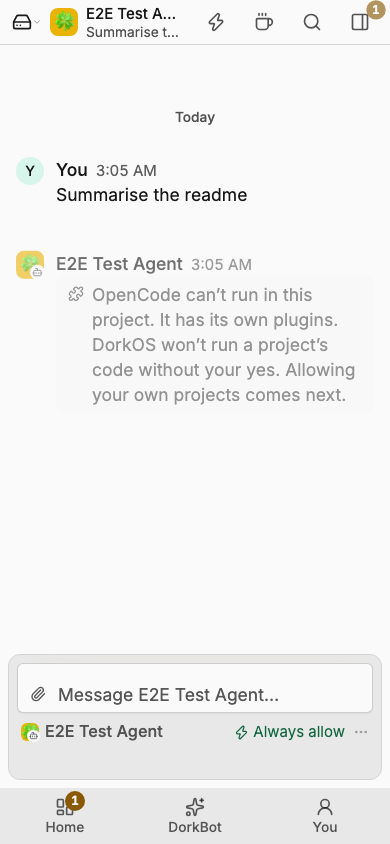 E2E Test A...
Summarise t...
1
Today
Y
You 3:05 AM
Summarise the readme
E2E Test Agent 3:05 AM
OpenCode can’t run in this
project. It has its own plugins.
DorkOS won’t run a project’s
code without your yes. Allowing
your own projects comes next.
Message E2E Test Agent...
E2E Test Agent
Always allow
1
Home
DorkBot
You